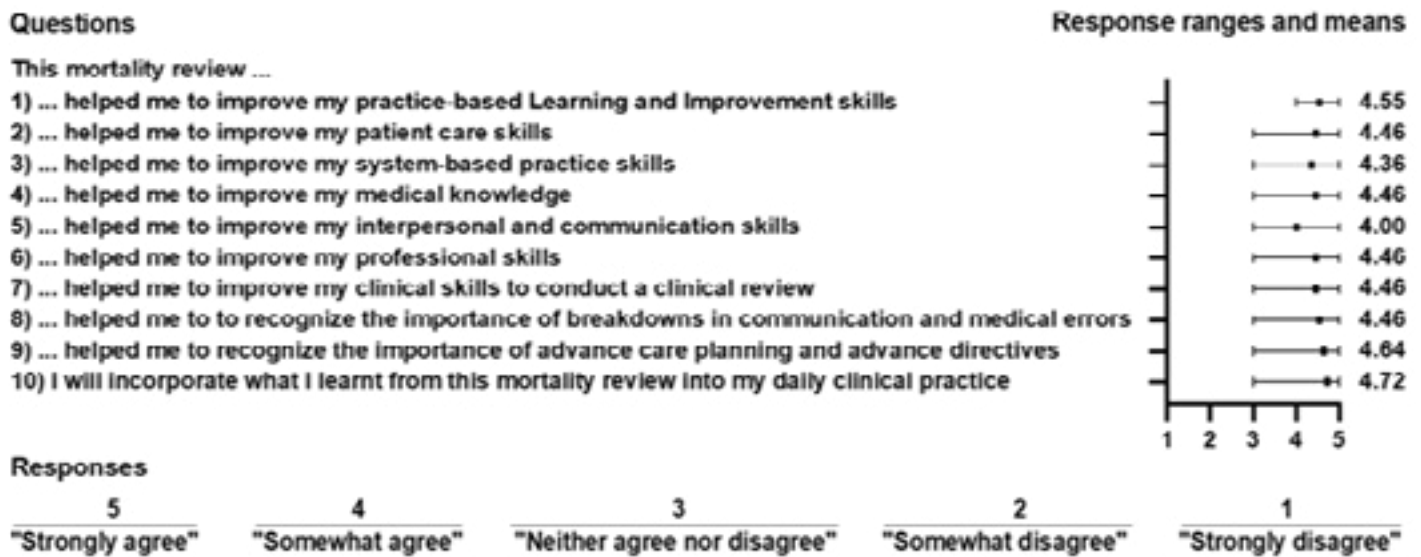 Questions Response ranges and means
This mortality review ...
1) ... helped me to improve my practice-based Learning and Improvement skills 4.55
2) ... helped me to improve my patient care skills 4.46
3) ... helped me to improve my system-based practice skills 4.36
4) ... helped me to improve my medical knowledge 4.46
5) ... helped me to improve my interpersonal and communication skills 4.00
6) ... helped me to improve my professional skills 4.46
7) ... helped me to improve my clinical skills to conduct a clinical review 4.46
8) ... helped me to to recognize the importance of breakdowns in communication and medical errors 4.46
9) ... helped me to recognize the importance of advance care planning and advance directives 4.64
10) I will incorporate what I learnt from this mortality review into my daily clinical practice 4.72
1 2 3 4 5
Responses
5 4 3 2 1
"Strongly agree" "Somewhat agree" "Neither agree nor disagree" "Somewhat disagree" "Strongly disagree"